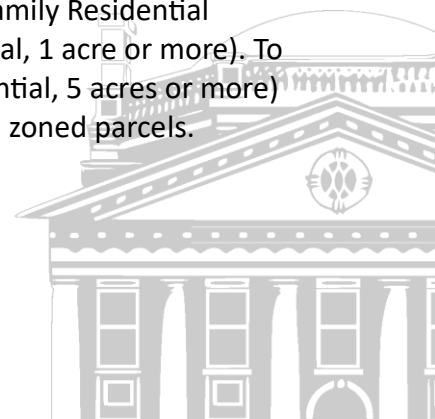 amily Residential
al, 1 acre or more). To
ntial, 5 acres or more)
zoned parcels.